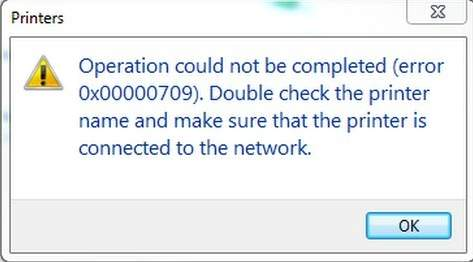 Printers
Operation could not be completed (error
0x00000709). Double check the printer
name and make sure that the printer is
connected to the network.
OK